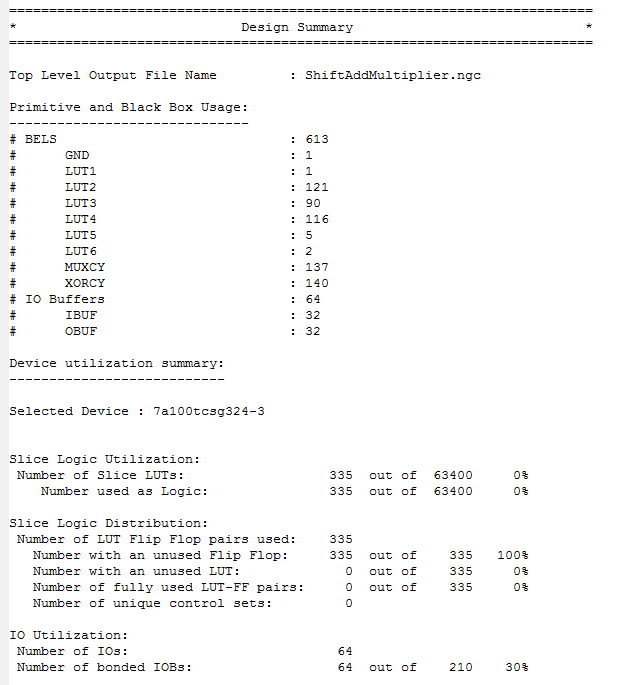 =========================================================================
*                            Design Summary                             *
=========================================================================
Top Level Output File Name         : ShiftAddMultiplier.ngc
Primitive and Black Box Usage:
------------------------------
# BELS                             : 613
#      GND                         : 1
#      LUT1                        : 1
#      LUT2                        : 121
#      LUT3                        : 90
#      LUT4                        : 116
#      LUT5                        : 5
#      LUT6                        : 2
#      MUXCY                       : 137
#      XORCY                       : 140
# IO Buffers                       : 64
#      IBUF                        : 32
#      OBUF                        : 32
Device utilization summary:
---------------------------
Selected Device : 7a100tcsg324-3
Slice Logic Utilization:
 Number of Slice LUTs:                  335  out of  63400     0%
    Number used as Logic:               335  out of  63400     0%
Slice Logic Distribution:
 Number of LUT Flip Flop pairs used:    335
   Number with an unused Flip Flop:     335  out of    335   100%
   Number with an unused LUT:             0  out of    335     0%
   Number of fully used LUT-FF pairs:     0  out of    335     0%
   Number of unique control sets:         0
IO Utilization:
 Number of IOs:                          64
 Number of bonded IOBs:                  64  out of    210    30%